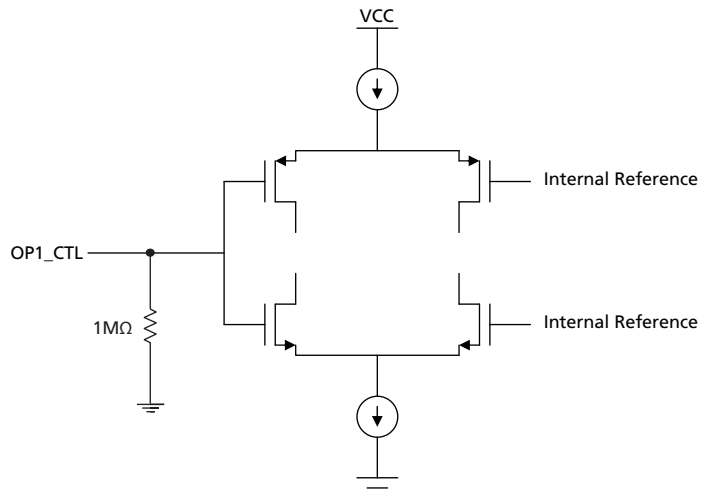 VCC
Internal Reference
OP1_CTL
1MΩ
Internal Reference